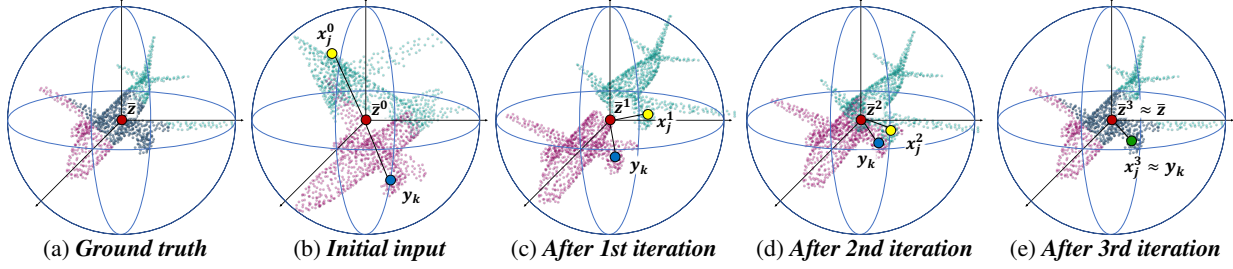 z̄
x_j^0
z̄^0
y_k
z̄^1
x_j^1
y_k
z̄^2
x_j^2
y_k
z̄^3 ≈ z̄
x_j^3 ≈ y_k
(a) Ground truth
(b) Initial input
(c) After 1st iteration
(d) After 2nd iteration
(e) After 3rd iteration